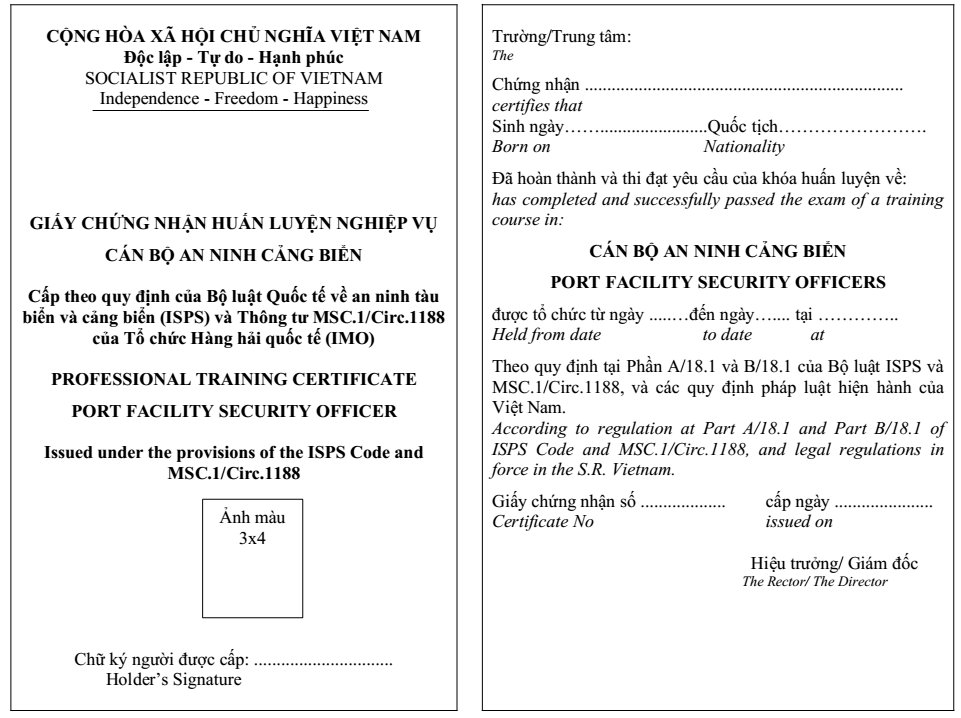 CỘNG HÒA XÃ HỘI CHỦ NGHĨA VIỆT NAM
Độc lập - Tự do - Hạnh phúc
SOCIALIST REPUBLIC OF VIETNAM
Independence - Freedom - Happiness
GIẤY CHỨNG NHẬN HUẤN LUYỆN NGHIỆP VỤ
CÁN BỘ AN NINH CẢNG BIỂN
Cấp theo quy định của Bộ luật Quốc tế về an ninh tàu
biển và cảng biển (ISPS) và Thông tư MSC.1/Circ.1188
của Tổ chức Hàng hải quốc tế (IMO)
PROFESSIONAL TRAINING CERTIFICATE
PORT FACILITY SECURITY OFFICER
Issued under the provisions of the ISPS Code and
MSC.1/Circ.1188
Ảnh màu
3x4
Chữ ký người được cấp: ...............................
Holder's Signature
Trường/Trung tâm:
The
Chứng nhận .......................................................................
certifies that
Sinh ngày…….........................Quốc tịch…………………….
Born on Nationality
Đã hoàn thành và thi đạt yêu cầu của khóa huấn luyện về:
has completed and successfully passed the exam of a training
course in:
CÁN BỘ AN NINH CẢNG BIỂN
PORT FACILITY SECURITY OFFICERS
được tổ chức từ ngày ....…đến ngày….... tại …………..
Held from date to date at
Theo quy định tại Phần A/18.1 và B/18.1 của Bộ luật ISPS và
MSC.1/Circ.1188, và các quy định pháp luật hiện hành của
Việt Nam.
According to regulation at Part A/18.1 and Part B/18.1 of
ISPS Code and MSC.1/Circ.1188, and legal regulations in
force in the S.R. Vietnam.
Giấy chứng nhận số ................... cấp ngày ......................
Certificate No issued on
Hiệu trưởng/ Giám đốc
The Rector/ The Director